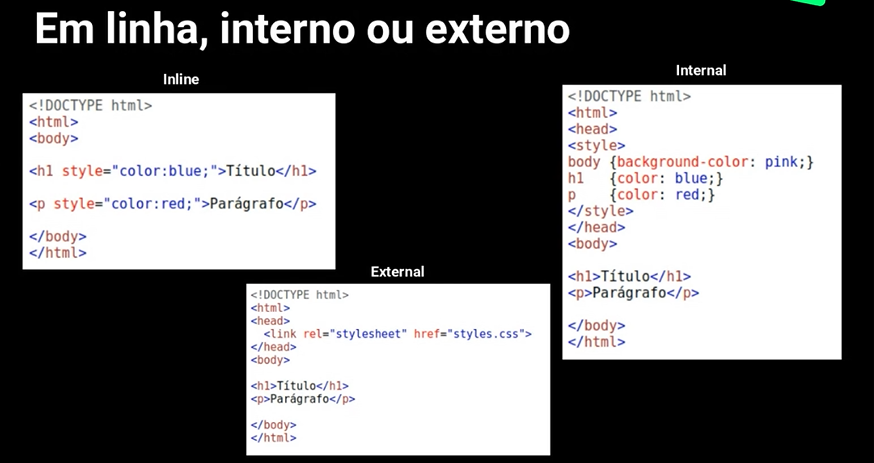 Em linha, interno ou externo
Inline
<!DOCTYPE html>
<html>
<body>
<h1 style="color:blue;">Título</h1>
<p style="color:red;">Parágrafo</p>
</body>
</html>
External
<!DOCTYPE html>
<html>
<head>
<link rel="stylesheet" href="styles.css">
</head>
<body>
<h1>Título</h1>
<p>Parágrafo</p>
</body>
</html>
Internal
<!DOCTYPE html>
<html>
<head>
<style>
body {background-color: pink;}
h1 {color: blue;}
p {color: red;}
</style>
</head>
<body>
<h1>Título</h1>
<p>Parágrafo</p>
</body>
</html>